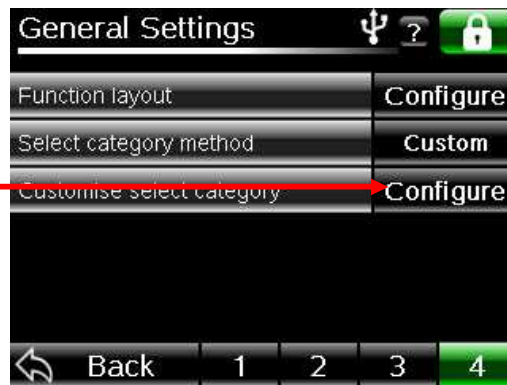 General Settings ?
Function layout Configure
Select category method Custom
Customise select category Configure
Back 1 2 3 4